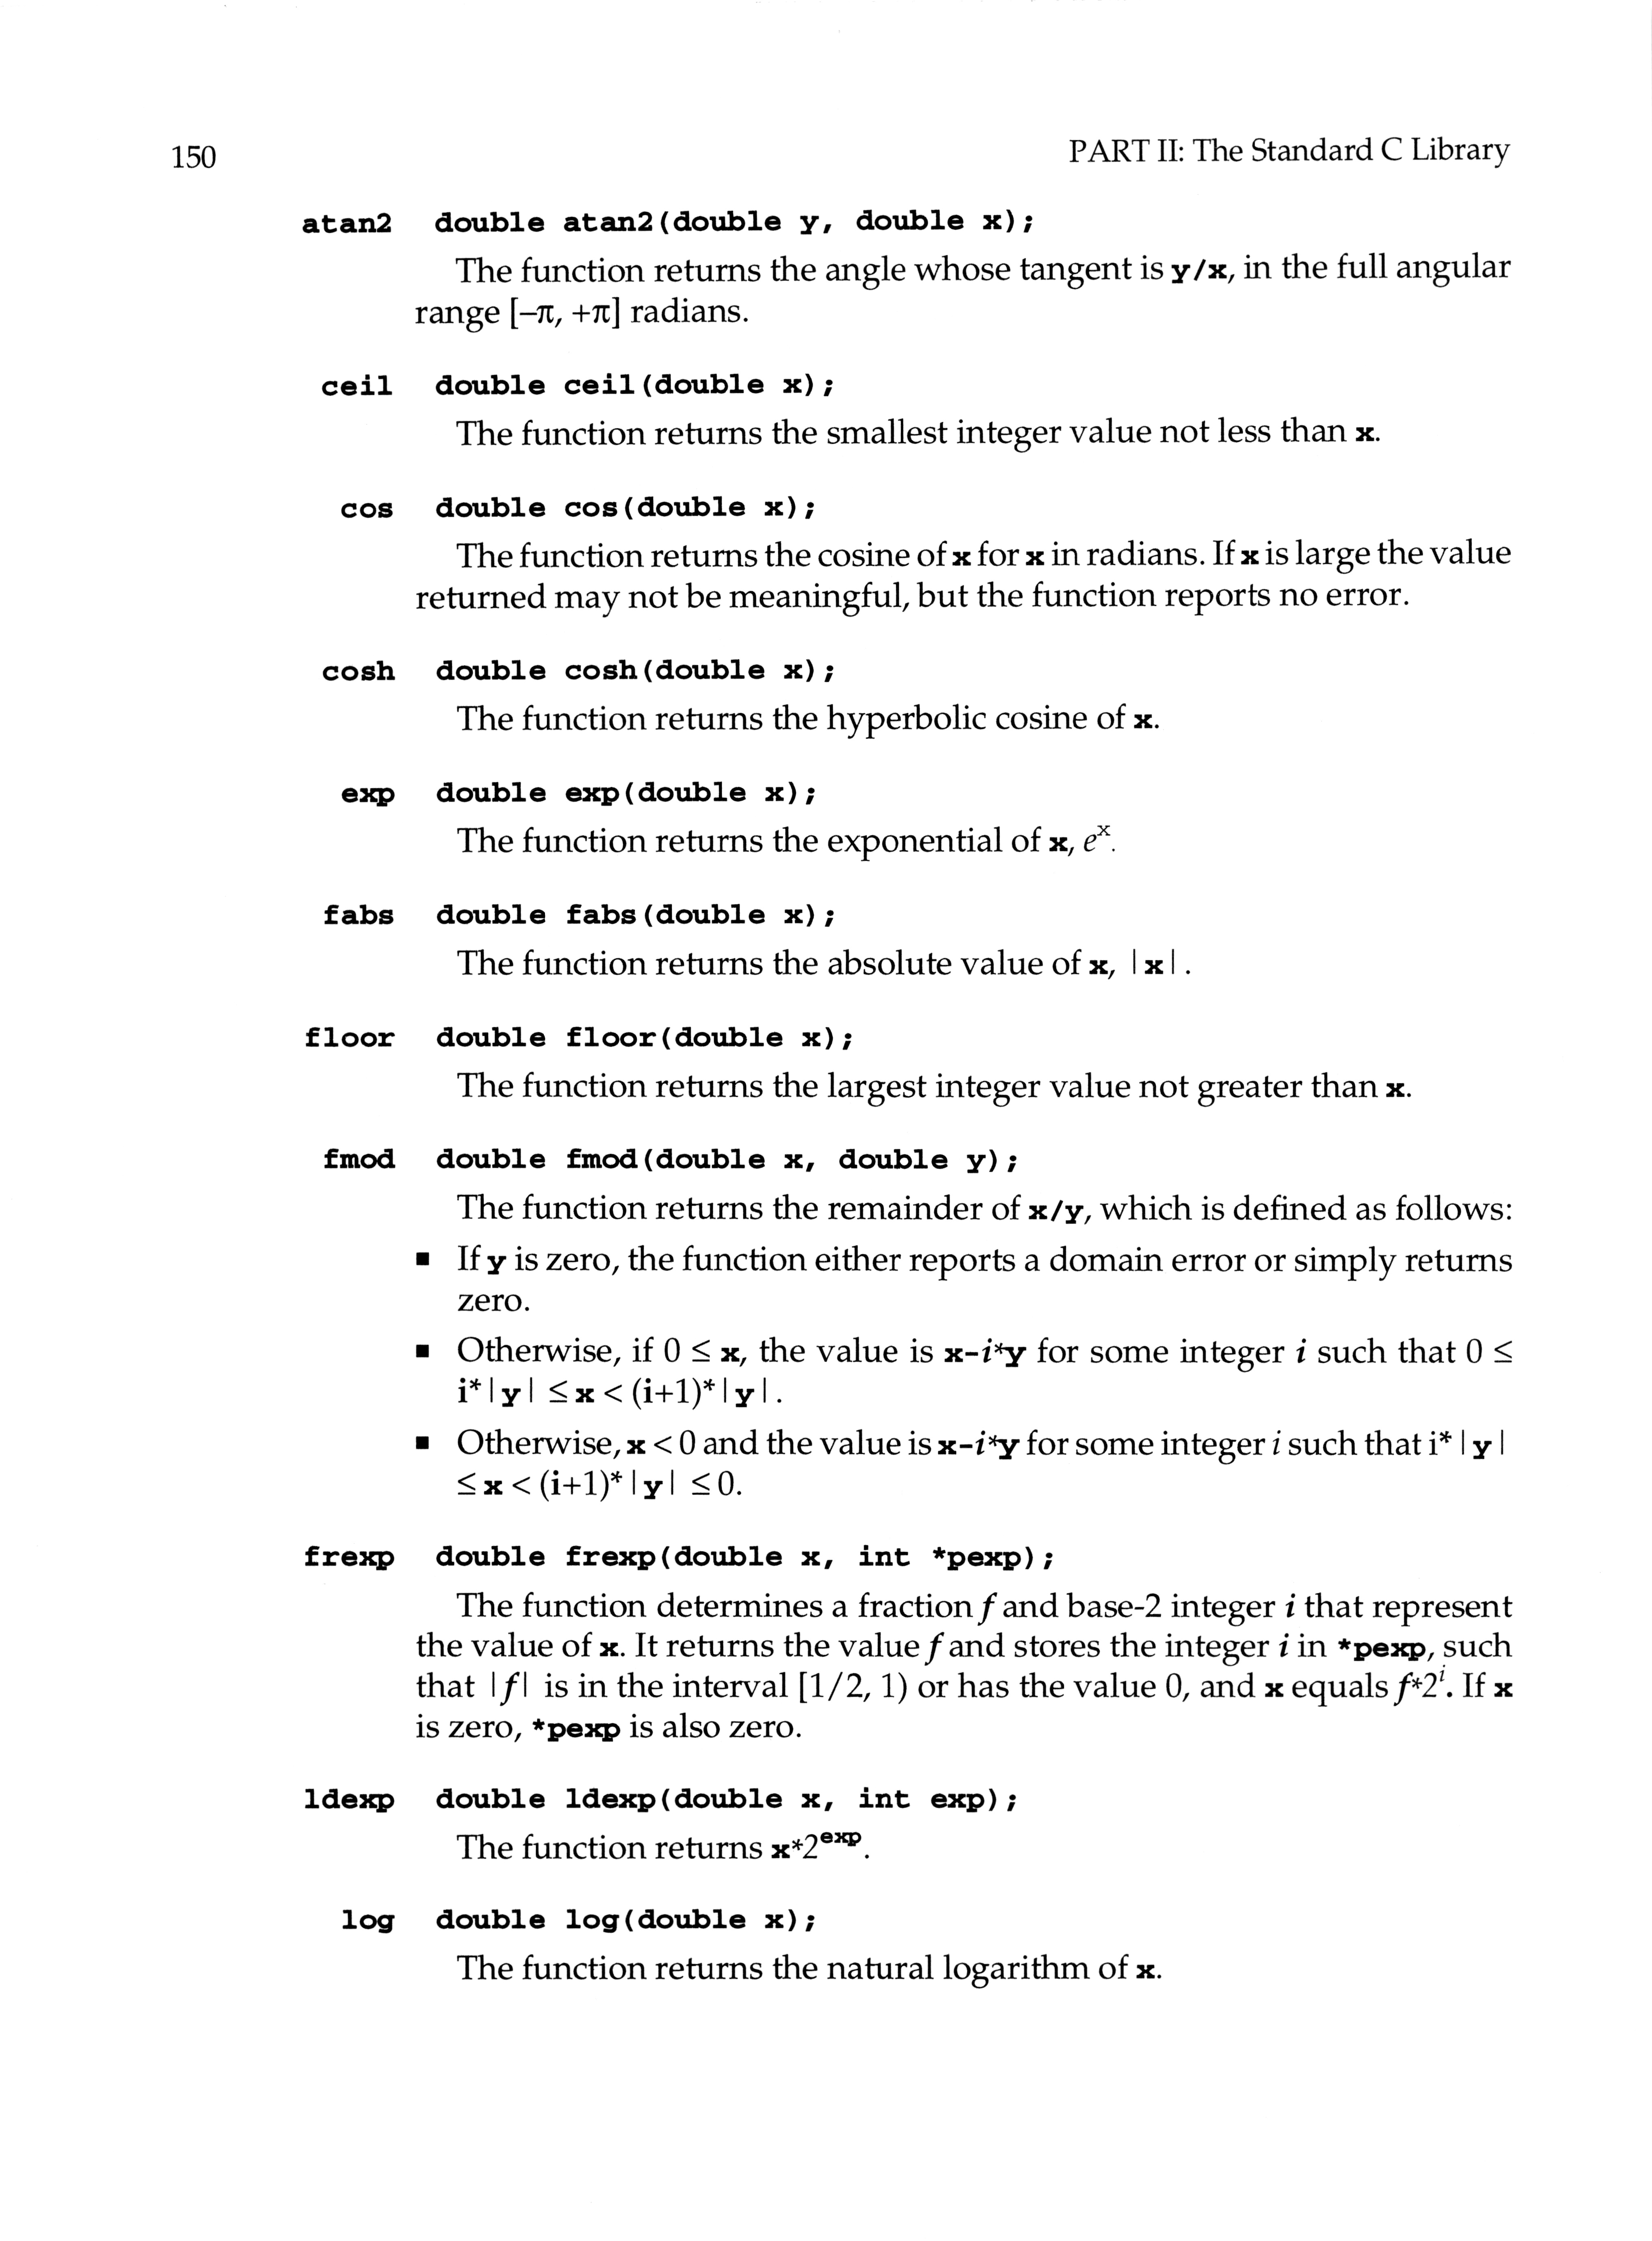 150 PART II: The Standard C Library
atan2 double atan2(double y, double x);
The function returns the angle whose tangent is y/x, in the full angular
range [–π, +π] radians.
ceil double ceil(double x);
The function returns the smallest integer value not less than x.
cos double cos(double x);
The function returns the cosine of x for x in radians. If x is large the value
returned may not be meaningful, but the function reports no error.
cosh double cosh(double x);
The function returns the hyperbolic cosine of x.
exp double exp(double x);
The function returns the exponential of x, eˣ.
fabs double fabs(double x);
The function returns the absolute value of x, |x|.
floor double floor(double x);
The function returns the largest integer value not greater than x.
fmod double fmod(double x, double y);
The function returns the remainder of x/y, which is defined as follows:
▪ If y is zero, the function either reports a domain error or simply returns
zero.
▪ Otherwise, if 0 ≤ x, the value is x-i*y for some integer i such that 0 ≤
i*|y| ≤ x < (i+1)*|y|.
▪ Otherwise, x < 0 and the value is x-i*y for some integer i such that i*|y|
≤ x < (i+1)*|y| ≤ 0.
frexp double frexp(double x, int *pexp);
The function determines a fraction f and base-2 integer i that represent
the value of x. It returns the value f and stores the integer i in *pexp, such
that |f| is in the interval [1/2, 1) or has the value 0, and x equals f*2ⁱ. If x
is zero, *pexp is also zero.
ldexp double ldexp(double x, int exp);
The function returns x*2ᵉˣᵖ.
log double log(double x);
The function returns the natural logarithm of x.